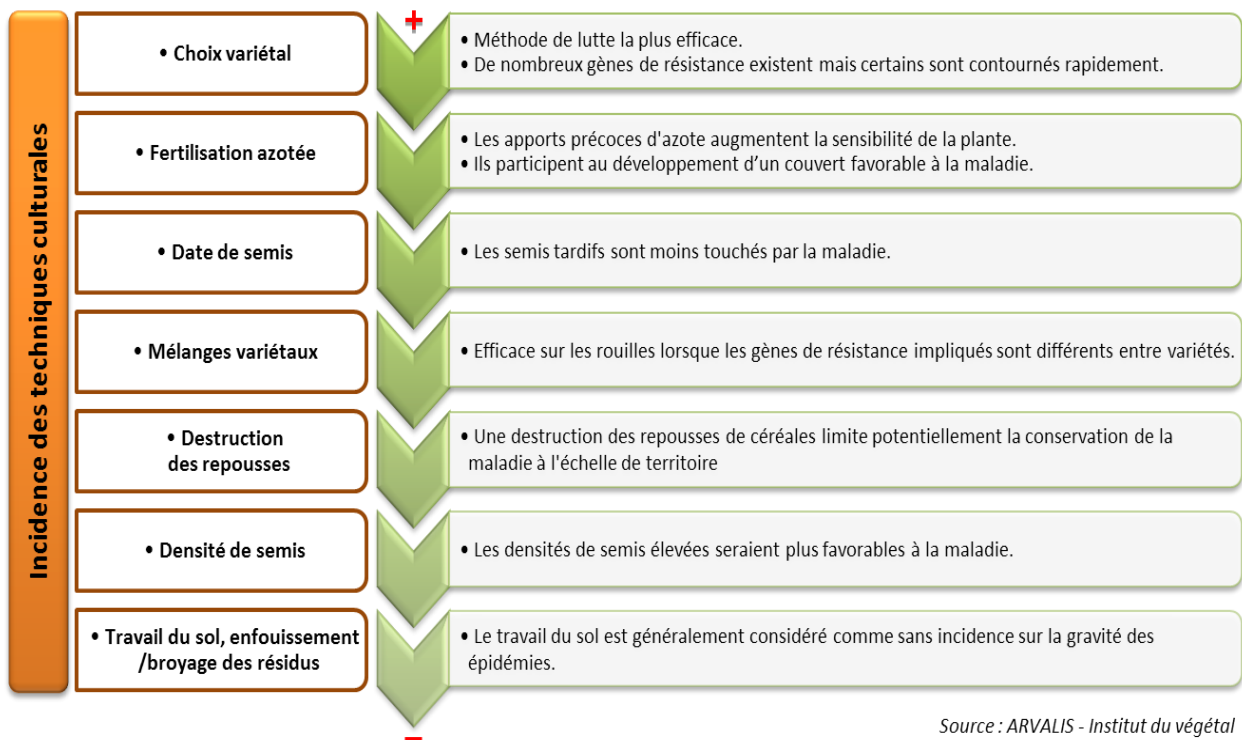 Incidence des techniques culturales
+
• Choix variétal
• Méthode de lutte la plus efficace.
• De nombreux gènes de résistance existent mais certains sont contournés rapidement.
• Fertilisation azotée
• Les apports précoces d'azote augmentent la sensibilité de la plante.
• Ils participent au développement d’un couvert favorable à la maladie.
• Date de semis
• Les semis tardifs sont moins touchés par la maladie.
• Mélanges variétaux
• Efficace sur les rouilles lorsque les gènes de résistance impliqués sont différents entre variétés.
• Destruction
des repousses
• Une destruction des repousses de céréales limite potentiellement la conservation de la
maladie à l'échelle de territoire
• Densité de semis
• Les densités de semis élevées seraient plus favorables à la maladie.
• Travail du sol, enfouissement
/broyage des résidus
• Le travail du sol est généralement considéré comme sans incidence sur la gravité des
épidémies.
–
Source : ARVALIS - Institut du végétal